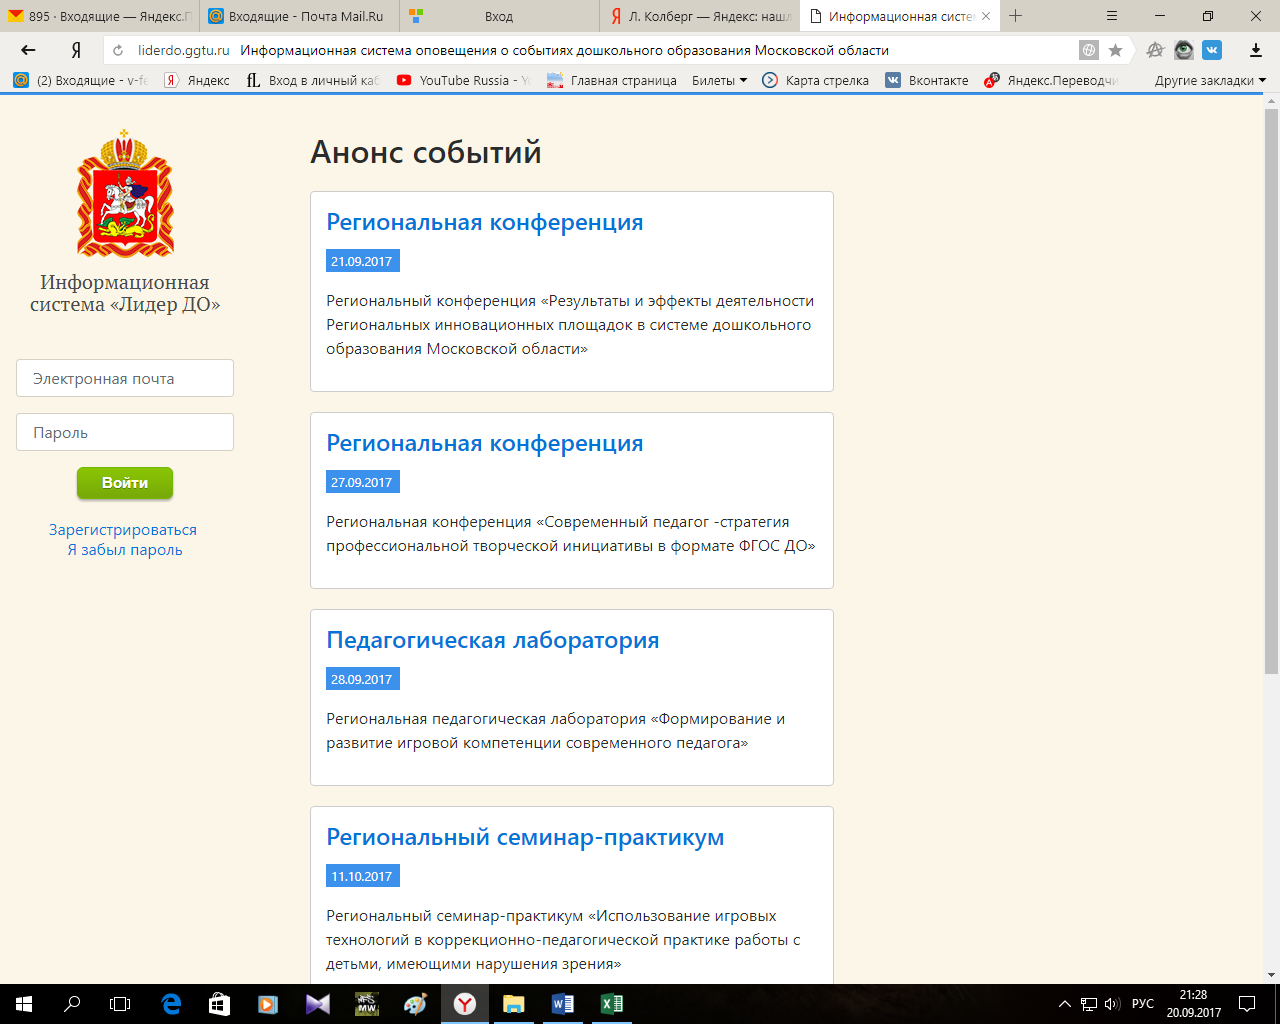 895 · Входящие — Яндекс.П
Входящие - Почта Mail.Ru
Вход
Л. Колберг — Яндекс: нашл
Информационная систе
liderdo.ggtu.ru Информационная система оповещения о событиях дошкольного образования Московской области
(2) Входящие - v-fe
Яндекс
Вход в личный каб
YouTube Russia - Yo
Главная страница
Билеты
Карта стрелка
Вконтакте
Яндекс.Переводчи
Другие закладки
Информационная
система «Лидер ДО»
Электронная почта
Пароль
Войти
Зарегистрироваться
Я забыл пароль
Анонс событий
Региональная конференция
21.09.2017
Региональный конференция «Результаты и эффекты деятельности
Региональных инновационных площадок в системе дошкольного
образования Московской области»
Региональная конференция
27.09.2017
Региональная конференция «Современный педагог -стратегия
профессиональной творческой инициативы в формате ФГОС ДО»
Педагогическая лаборатория
28.09.2017
Региональная педагогическая лаборатория «Формирование и
развитие игровой компетенции современного педагога»
Региональный семинар-практикум
11.10.2017
Региональный семинар-практикум «Использование игровых
технологий в коррекционно-педагогической практике работы с
детьми, имеющими нарушения зрения»
РУС
21:28
20.09.2017